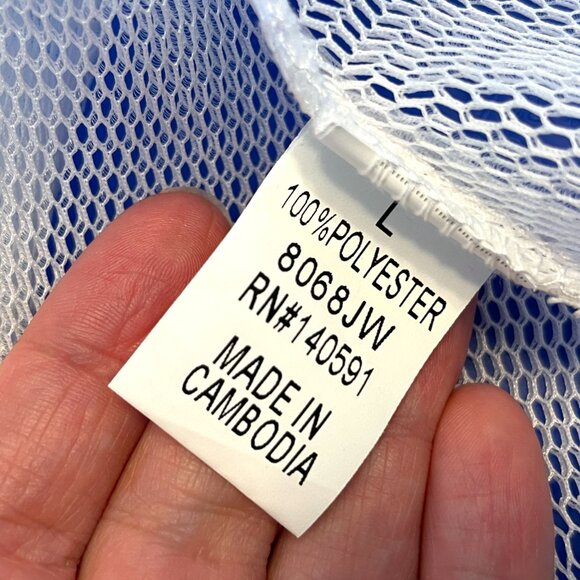 L
100%POLYESTER
8068JW
RN#140591
MADE IN
CAMBODIA